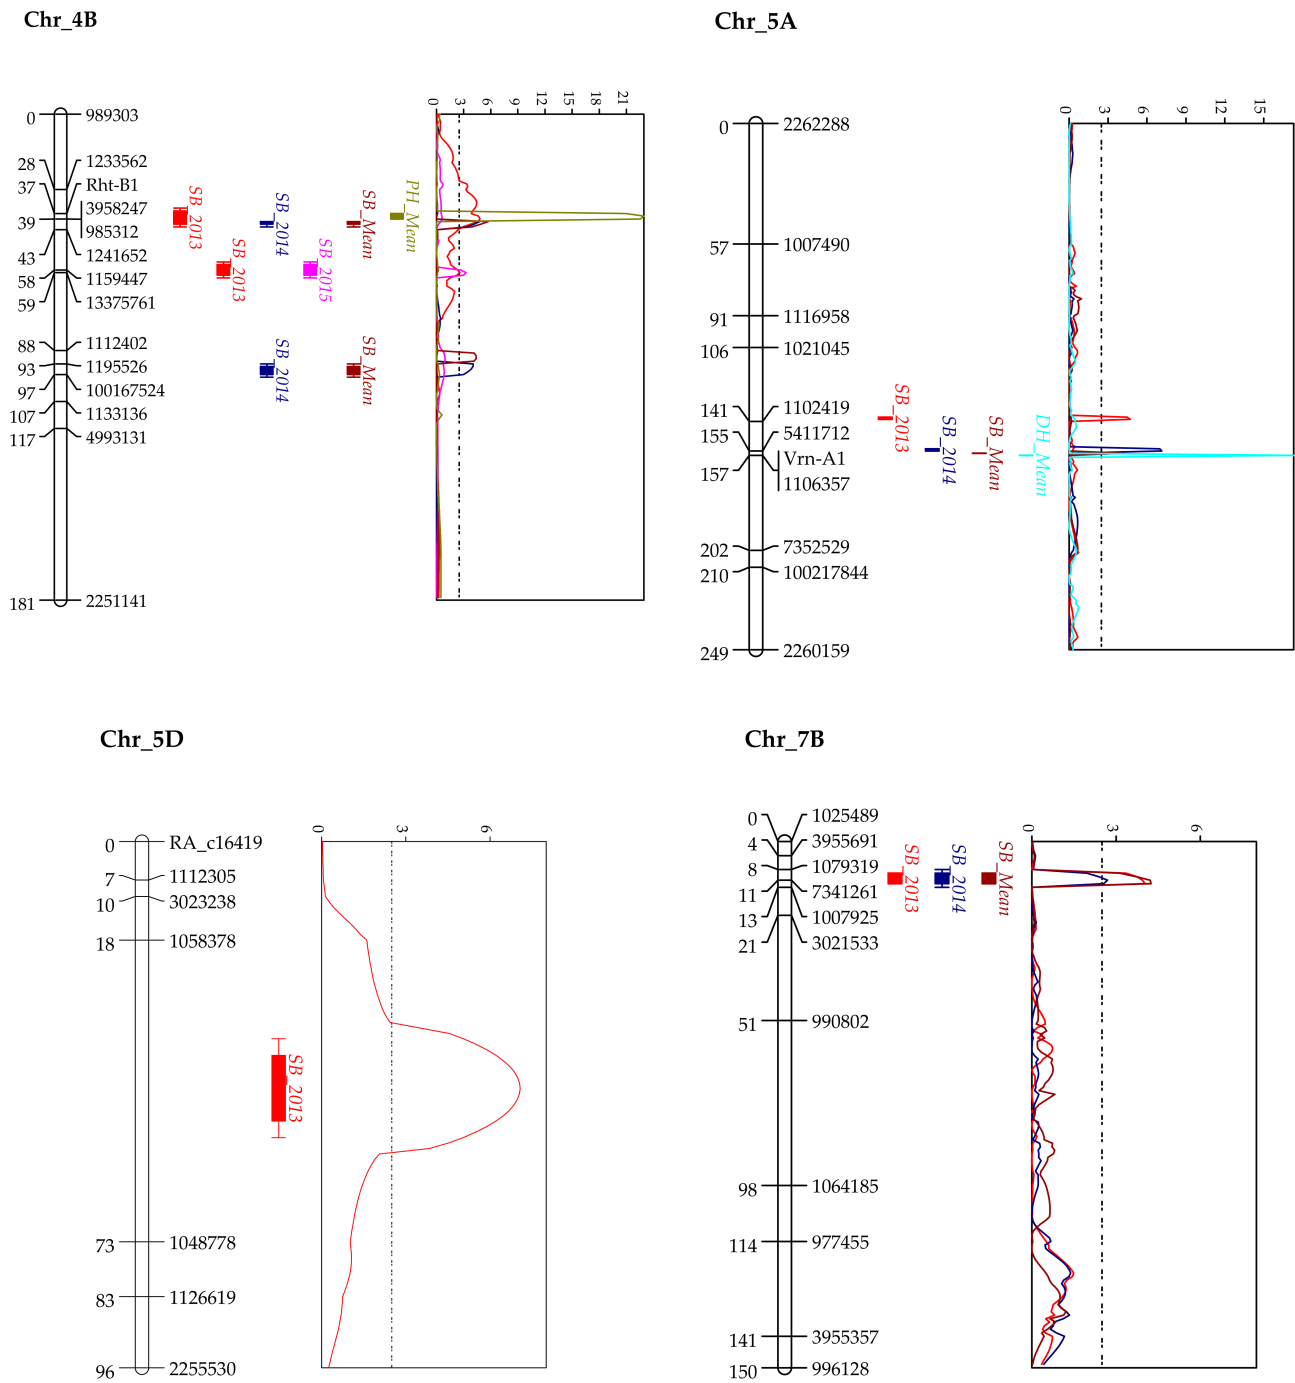 Chr_4B
0 3 6 9 12 15 18 21
0 989303
28 1233562
37 Rht-B1
3958247
39
985312
43 1241652
58 1159447
59 13375761
88 1112402
93 1195526
97 100167524
107 1133136
117 4993131
181 2251141
SB_2013
SB_2013
SB_2014
SB_2015
SB_Mean
PH_Mean
SB_2014
SB_Mean
Chr_5A
0 3 6 9 12 15
0 2262288
57 1007490
91 1116958
106 1021045
141 1102419
155 5411712
Vrn-A1
157
1106357
202 7352529
210 100217844
249 2260159
SB_2013
SB_2014
SB_Mean
DH_Mean
Chr_5D
0 3 6
0 RA_c16419
7 1112305
10 3023238
18 1058378
73 1048778
83 1126619
96 2255530
SB_2013
Chr_7B
0 3 6
0 1025489
4 3955691
8 1079319
11 7341261
13 1007925
21 3021533
51 990802
98 1064185
114 977455
141 3955357
150 996128
SB_2013
SB_2014
SB_Mean